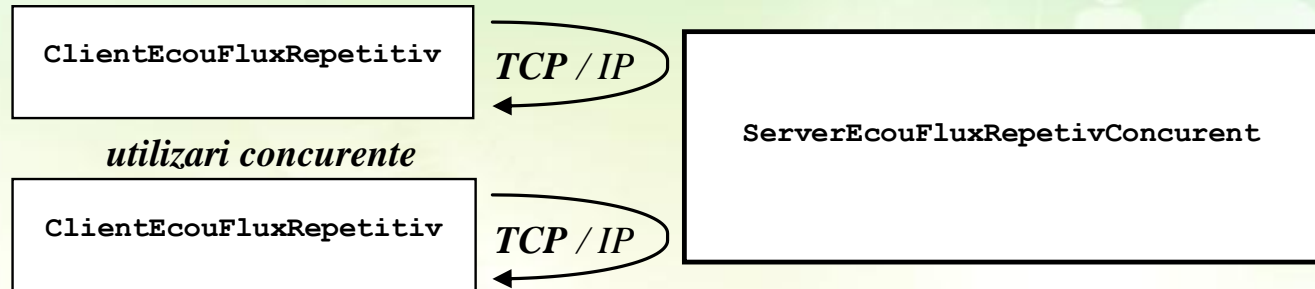 ClientEcouFluxRepetitiv
TCP / IP
utilizari concurente
ClientEcouFluxRepetitiv
TCP / IP
ServerEcouFluxRepetivConcurent